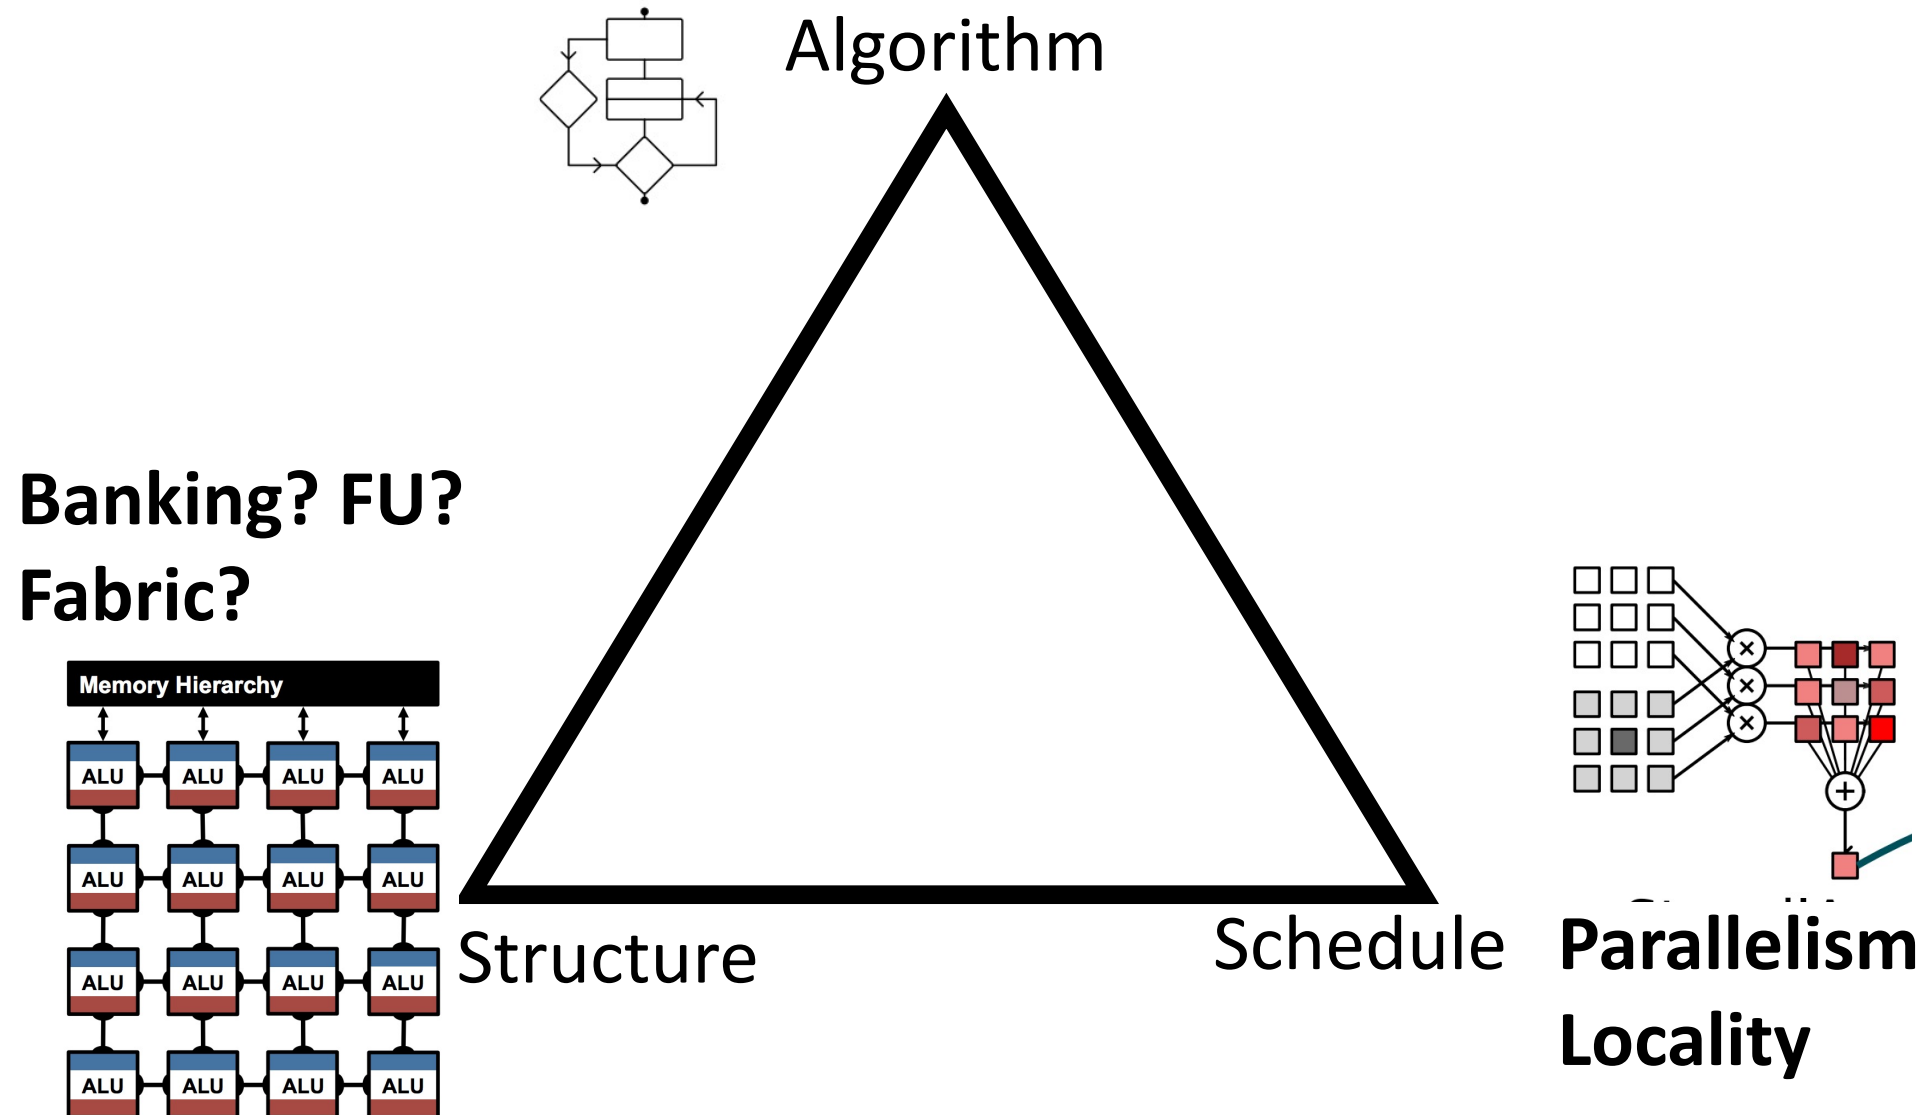 Algorithm
Banking? FU?
Fabric?
Memory Hierarchy
ALU ALU ALU ALU
ALU ALU ALU ALU
ALU ALU ALU ALU
ALU ALU ALU ALU
×
×
×
+
Structure
Schedule
Parallelism
Locality